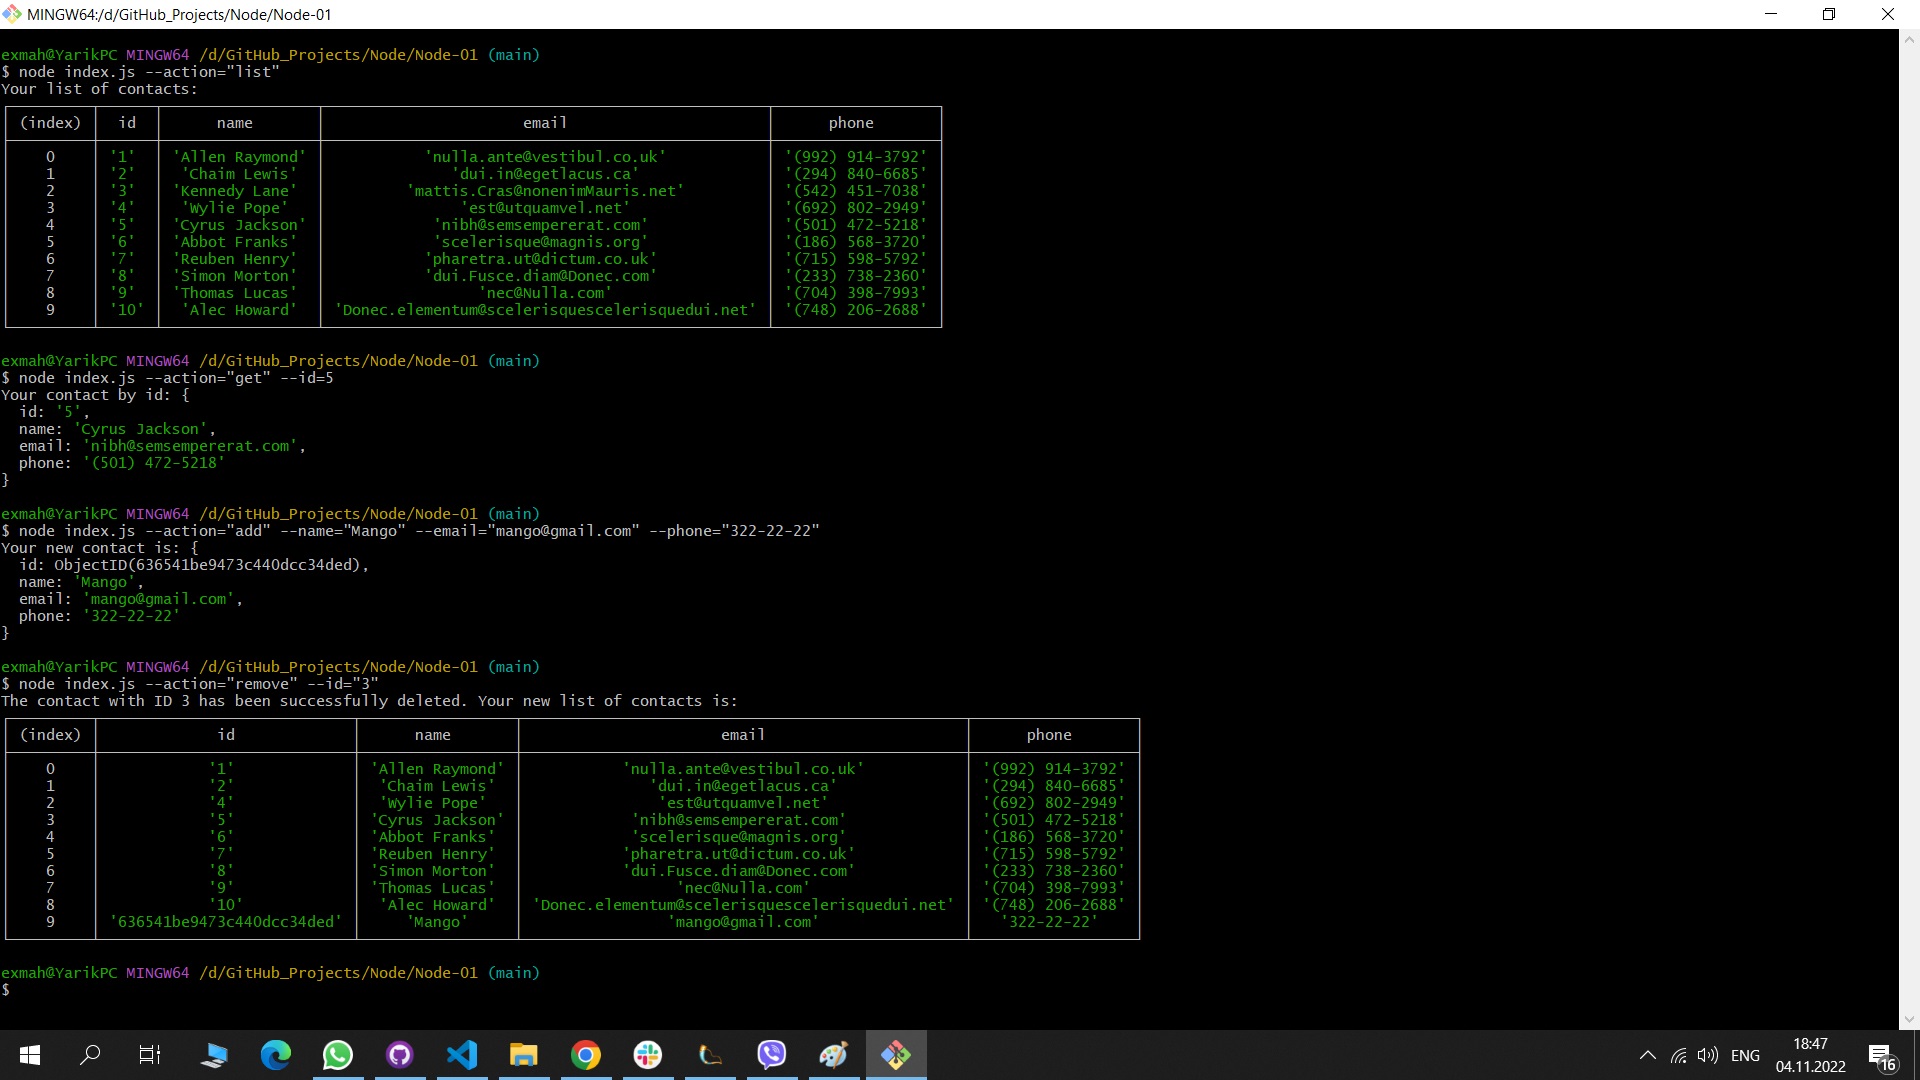 MINGW64:/d/GitHub_Projects/Node/Node-01
exmah@YarikPC MINGW64 /d/GitHub_Projects/Node/Node-01 (main)
$ node index.js --action="list"
Your list of contacts:
(index) id name email phone
0 '1' 'Allen Raymond' 'nulla.ante@vestibul.co.uk' '(992) 914-3792'
1 '2' 'Chaim Lewis' 'dui.in@egetlacus.ca' '(294) 840-6685'
2 '3' 'Kennedy Lane' 'mattis.Cras@nonenimMauris.net' '(542) 451-7038'
3 '4' 'Wylie Pope' 'est@utquamvel.net' '(692) 802-2949'
4 '5' 'Cyrus Jackson' 'nibh@semsempererat.com' '(501) 472-5218'
5 '6' 'Abbot Franks' 'scelerisque@magnis.org' '(186) 568-3720'
6 '7' 'Reuben Henry' 'pharetra.ut@dictum.co.uk' '(715) 598-5792'
7 '8' 'Simon Morton' 'dui.Fusce.diam@Donec.com' '(233) 738-2360'
8 '9' 'Thomas Lucas' 'nec@Nulla.com' '(704) 398-7993'
9 '10' 'Alec Howard' 'Donec.elementum@scelerisquescelerisquedui.net' '(748) 206-2688'
exmah@YarikPC MINGW64 /d/GitHub_Projects/Node/Node-01 (main)
$ node index.js --action="get" --id=5
Your contact by id: {
id: '5',
name: 'Cyrus Jackson',
email: 'nibh@semsempererat.com',
phone: '(501) 472-5218'
}
exmah@YarikPC MINGW64 /d/GitHub_Projects/Node/Node-01 (main)
$ node index.js --action="add" --name="Mango" --email="mango@gmail.com" --phone="322-22-22"
Your new contact is: {
id: ObjectID(636541be9473c440dcc34ded),
name: 'Mango',
email: 'mango@gmail.com',
phone: '322-22-22'
}
exmah@YarikPC MINGW64 /d/GitHub_Projects/Node/Node-01 (main)
$ node index.js --action="remove" --id="3"
The contact with ID 3 has been successfully deleted. Your new list of contacts is:
(index) id name email phone
0 '1' 'Allen Raymond' 'nulla.ante@vestibul.co.uk' '(992) 914-3792'
1 '2' 'Chaim Lewis' 'dui.in@egetlacus.ca' '(294) 840-6685'
2 '4' 'Wylie Pope' 'est@utquamvel.net' '(692) 802-2949'
3 '5' 'Cyrus Jackson' 'nibh@semsempererat.com' '(501) 472-5218'
4 '6' 'Abbot Franks' 'scelerisque@magnis.org' '(186) 568-3720'
5 '7' 'Reuben Henry' 'pharetra.ut@dictum.co.uk' '(715) 598-5792'
6 '8' 'Simon Morton' 'dui.Fusce.diam@Donec.com' '(233) 738-2360'
7 '9' 'Thomas Lucas' 'nec@Nulla.com' '(704) 398-7993'
8 '10' 'Alec Howard' 'Donec.elementum@scelerisquescelerisquedui.net' '(748) 206-2688'
9 '636541be9473c440dcc34ded' 'Mango' 'mango@gmail.com' '322-22-22'
exmah@YarikPC MINGW64 /d/GitHub_Projects/Node/Node-01 (main)
$
ENG
18:47
04.11.2022
16